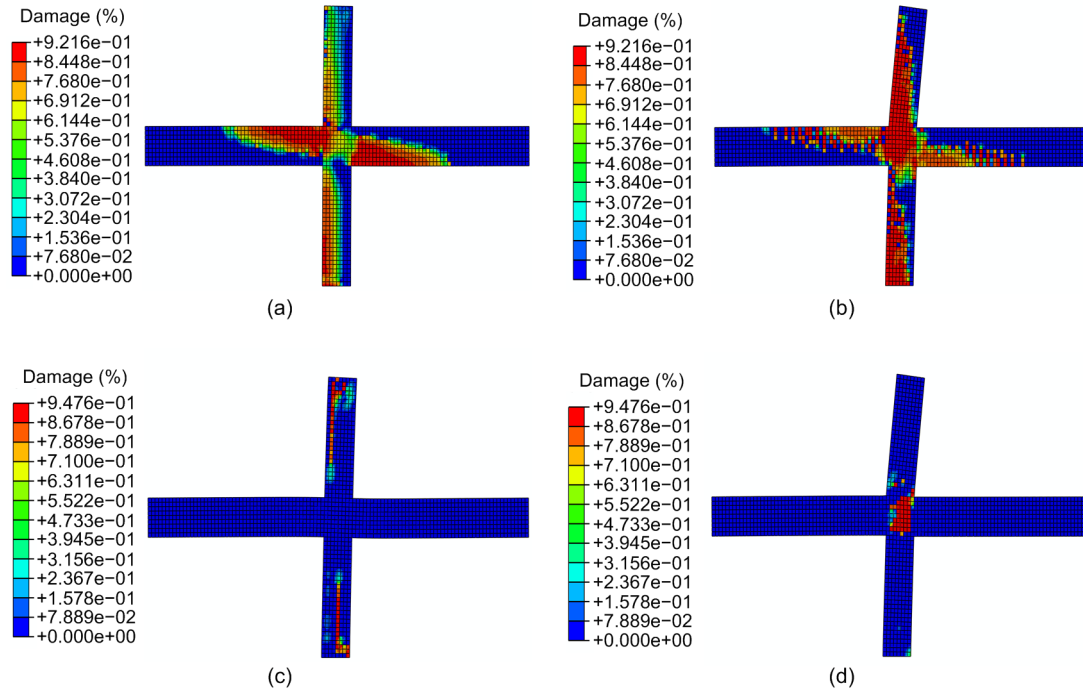 Damage (%)
+9.216e−01
+8.448e−01
+7.680e−01
+6.912e−01
+6.144e−01
+5.376e−01
+4.608e−01
+3.840e−01
+3.072e−01
+2.304e−01
+1.536e−01
+7.680e−02
+0.000e+00
(a)
Damage (%)
+9.216e−01
+8.448e−01
+7.680e−01
+6.912e−01
+6.144e−01
+5.376e−01
+4.608e−01
+3.840e−01
+3.072e−01
+2.304e−01
+1.536e−01
+7.680e−02
+0.000e+00
(b)
Damage (%)
+9.476e−01
+8.678e−01
+7.889e−01
+7.100e−01
+6.311e−01
+5.522e−01
+4.733e−01
+3.945e−01
+3.156e−01
+2.367e−01
+1.578e−01
+7.889e−02
+0.000e+00
(c)
Damage (%)
+9.476e−01
+8.678e−01
+7.889e−01
+7.100e−01
+6.311e−01
+5.522e−01
+4.733e−01
+3.945e−01
+3.156e−01
+2.367e−01
+1.578e−01
+7.889e−02
+0.000e+00
(d)